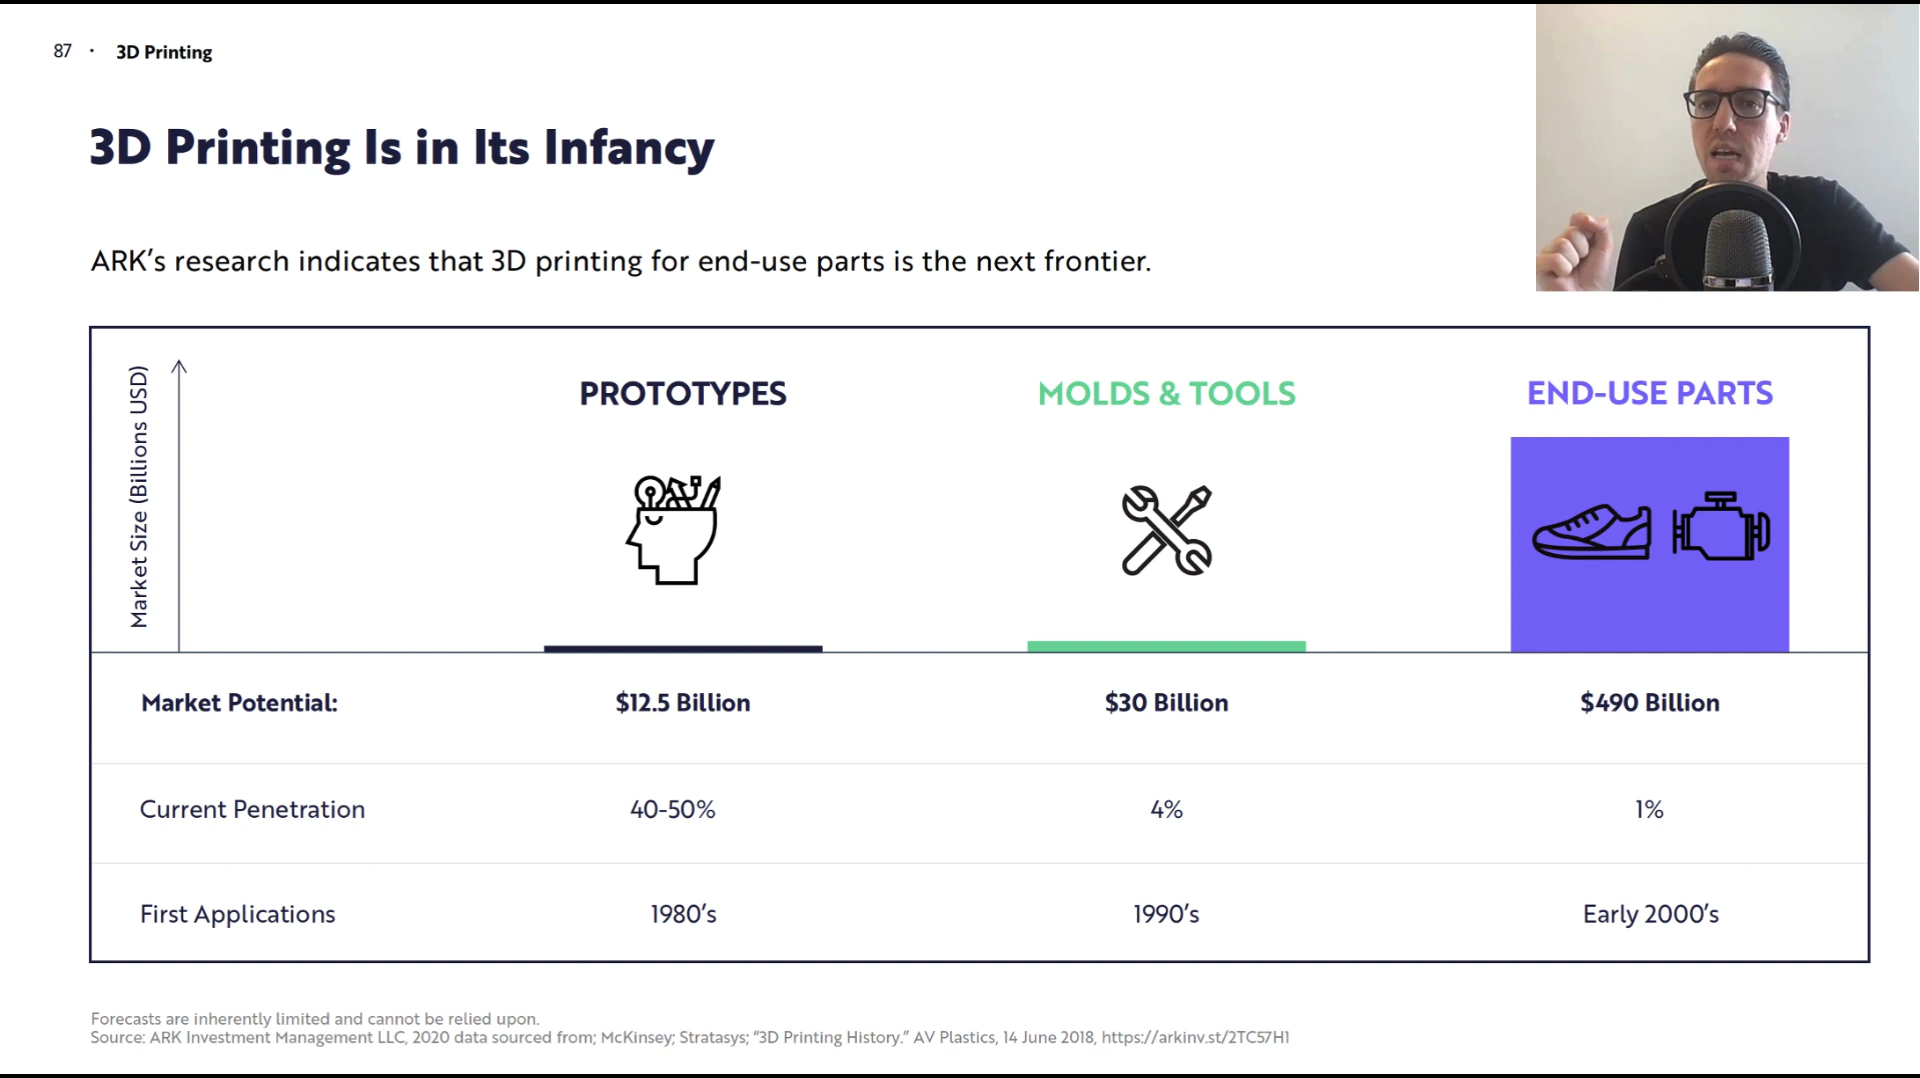 87 · 3D Printing
3D Printing Is in Its Infancy
ARK’s research indicates that 3D printing for end-use parts is the next frontier.
Market Size (Billions USD)
PROTOTYPES MOLDS & TOOLS END-USE PARTS
Market Potential: $12.5 Billion $30 Billion $490 Billion
Current Penetration 40-50% 4% 1%
First Applications 1980’s 1990’s Early 2000’s
Forecasts are inherently limited and cannot be relied upon.
Source: ARK Investment Management LLC, 2020 data sourced from; McKinsey; Stratasys; “3D Printing History.” AV Plastics, 14 June 2018, https://arkinv.st/2TC57H1